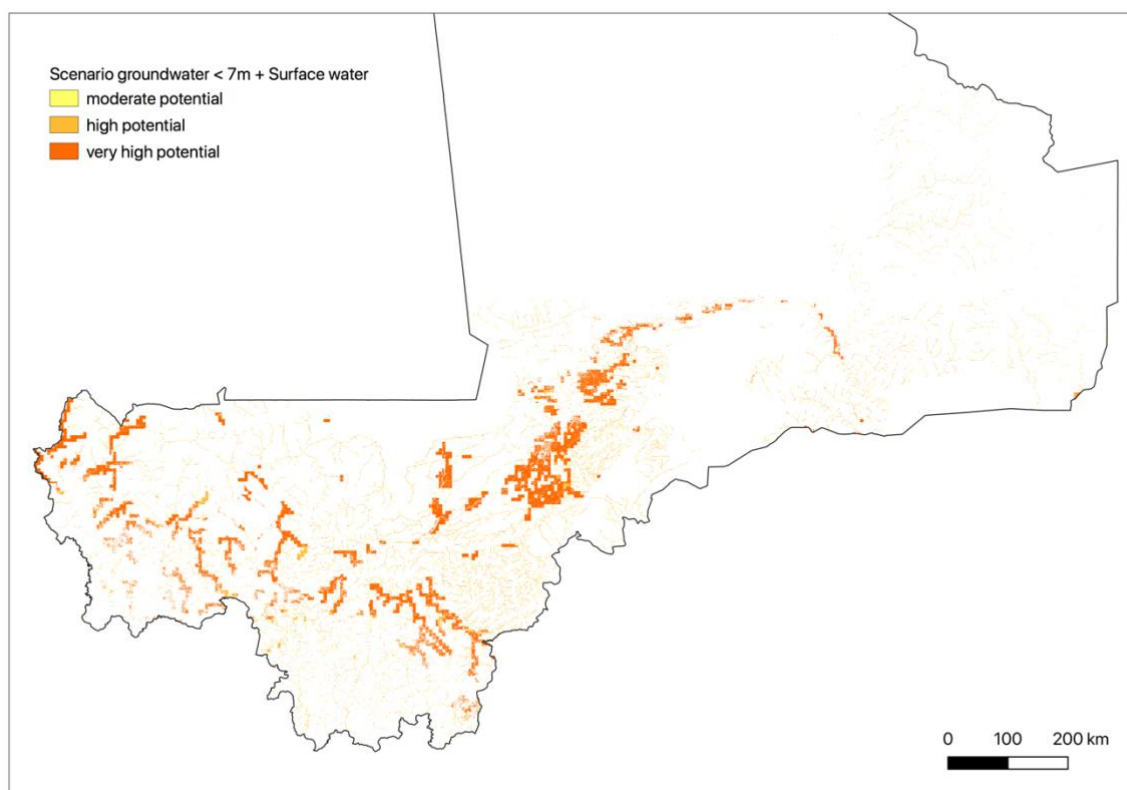 Scenario groundwater < 7m + Surface water
moderate potential
high potential
very high potential
0 100 200 km